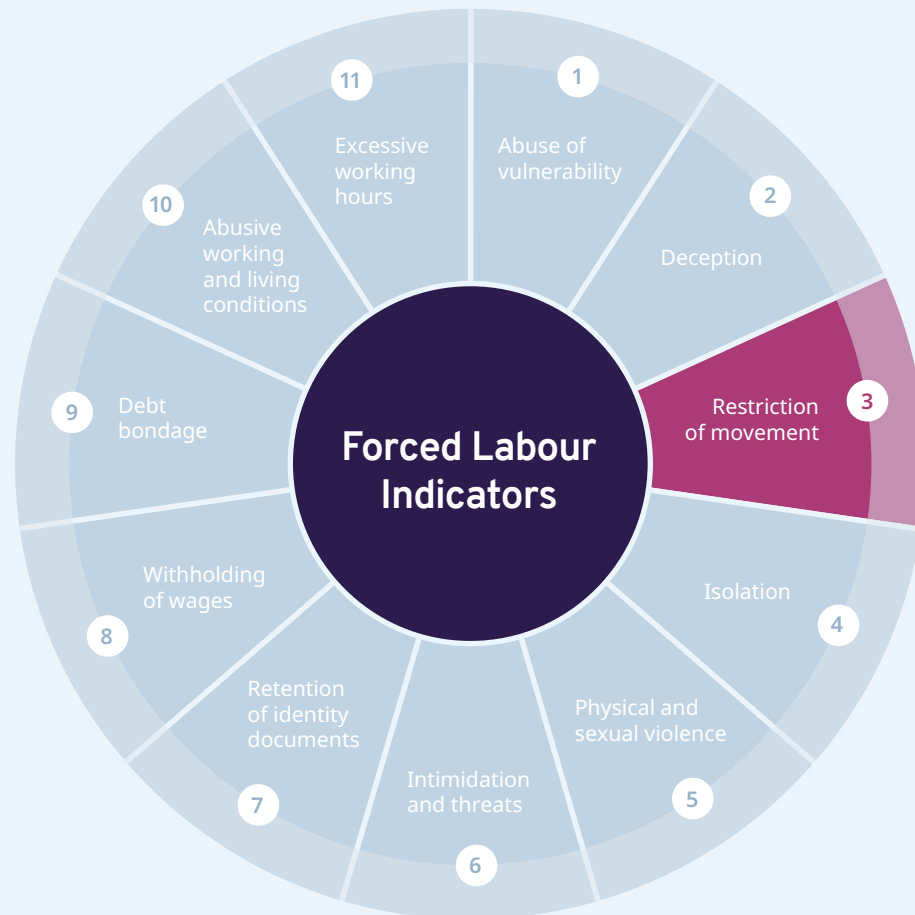 Forced Labour
Indicators
1
Abuse of
vulnerability
2
Deception
3
Restriction
of movement
4
Isolation
5
Physical and
sexual violence
6
Intimidation
and threats
7
Retention
of identity
documents
8
Withholding
of wages
9
Debt
bondage
10
Abusive
working
and living
conditions
11
Excessive
working
hours